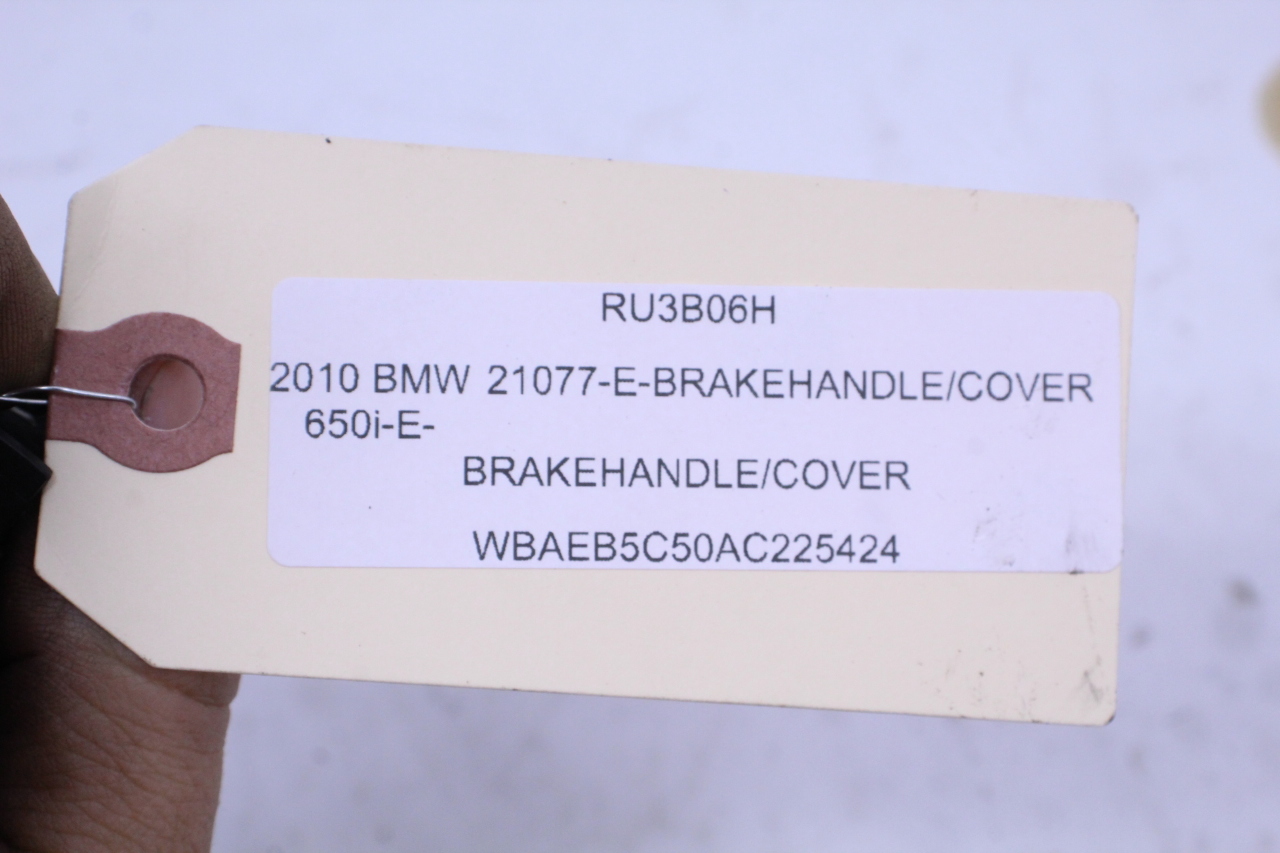 RU3B06H
2010 BMW 21077-E-BRAKEHANDLE/COVER
650i-E-
BRAKEHANDLE/COVER
WBAEB5C50AC225424